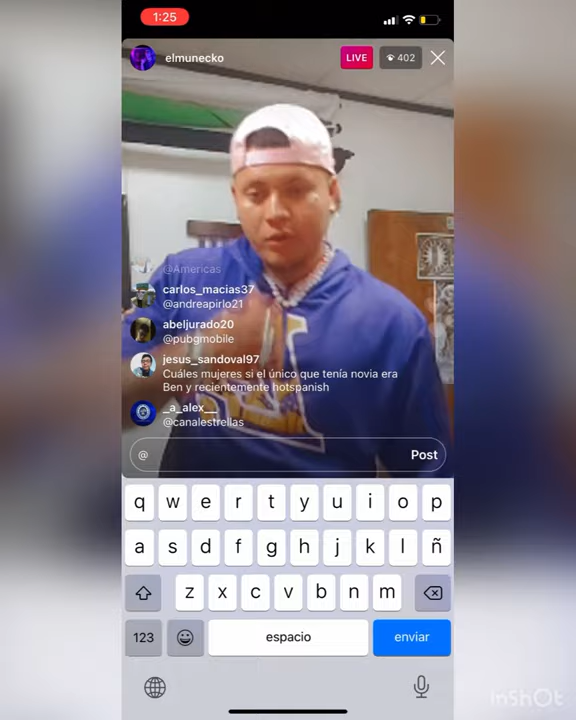 1:25
elmunecko
LIVE
402
@Americas
carlos_macias37
@andreapirlo21
abeljurado20
@pubgmobile
jesus_sandoval97
Cuáles mujeres si el único que tenía novia era
Ben y recientemente hotspanish
_a_alex__
@canalestrellas
@
Post
q w e r t y u i o p
a s d f g h j k l ñ
z x c v b n m
123
espacio
enviar
InShOt